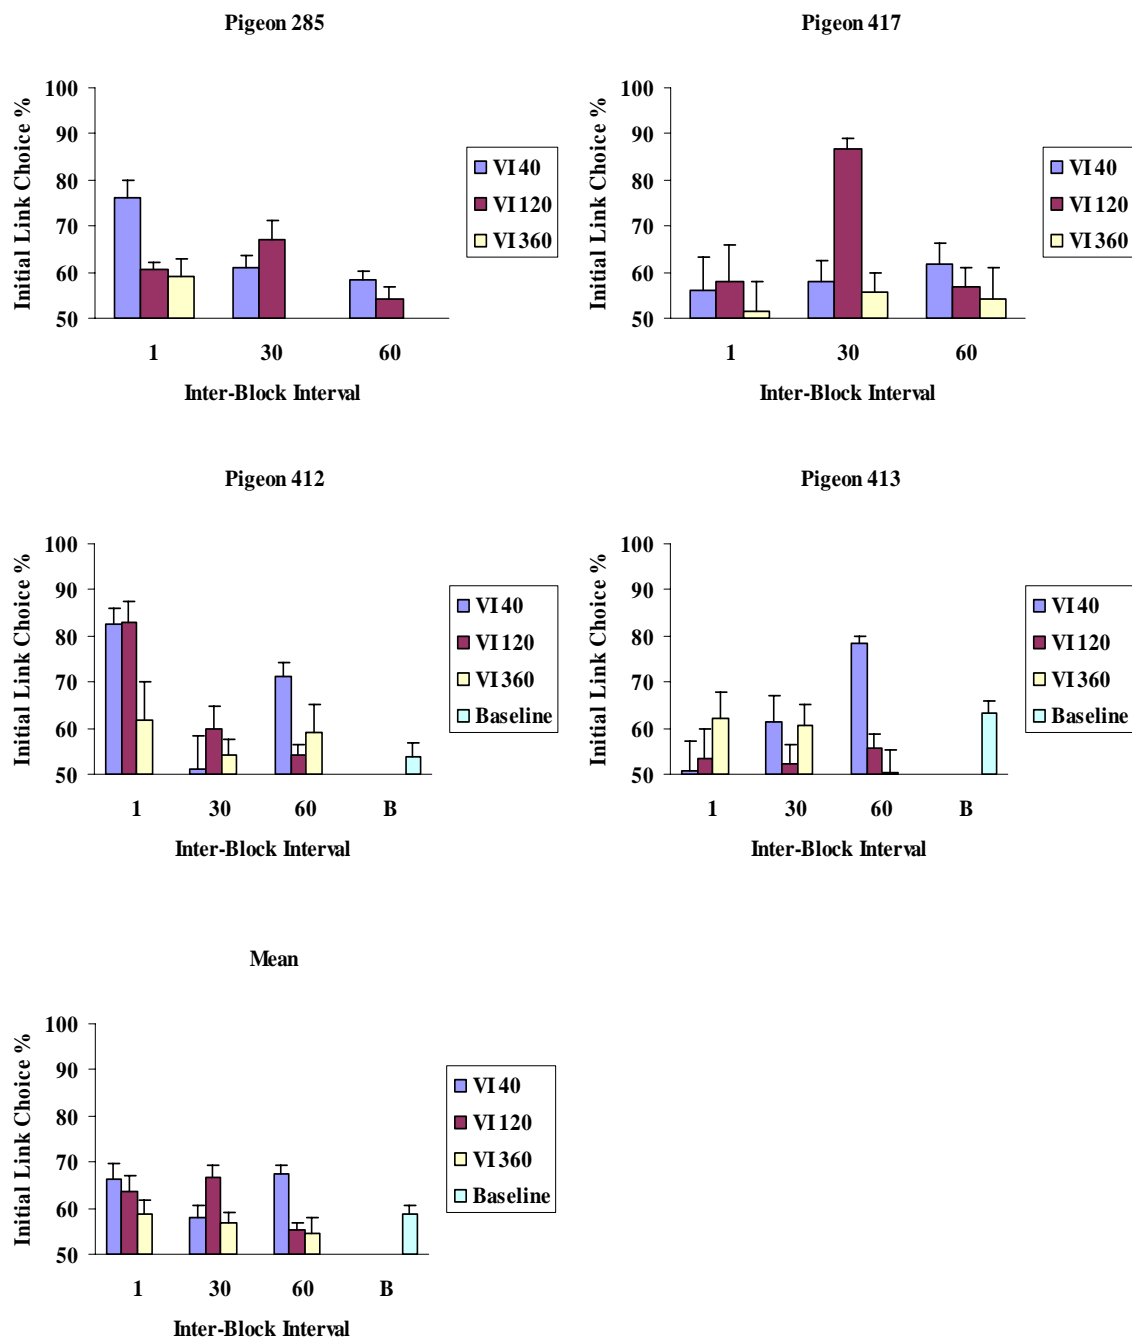 Pigeon 285
Initial Link Choice %
100
90
80
70
60
50
1 30 60
Inter-Block Interval
VI 40
VI 120
VI 360
Pigeon 417
Initial Link Choice %
100
90
80
70
60
50
1 30 60
Inter-Block Interval
VI 40
VI 120
VI 360
Pigeon 412
Initial Link Choice %
100
90
80
70
60
50
1 30 60 B
Inter-Block Interval
VI 40
VI 120
VI 360
Baseline
Pigeon 413
Initial Link Choice %
100
90
80
70
60
50
1 30 60 B
Inter-Block Interval
VI 40
VI 120
VI 360
Baseline
Mean
Initial Link Choice %
100
90
80
70
60
50
1 30 60 B
Inter-Block Interval
VI 40
VI 120
VI 360
Baseline